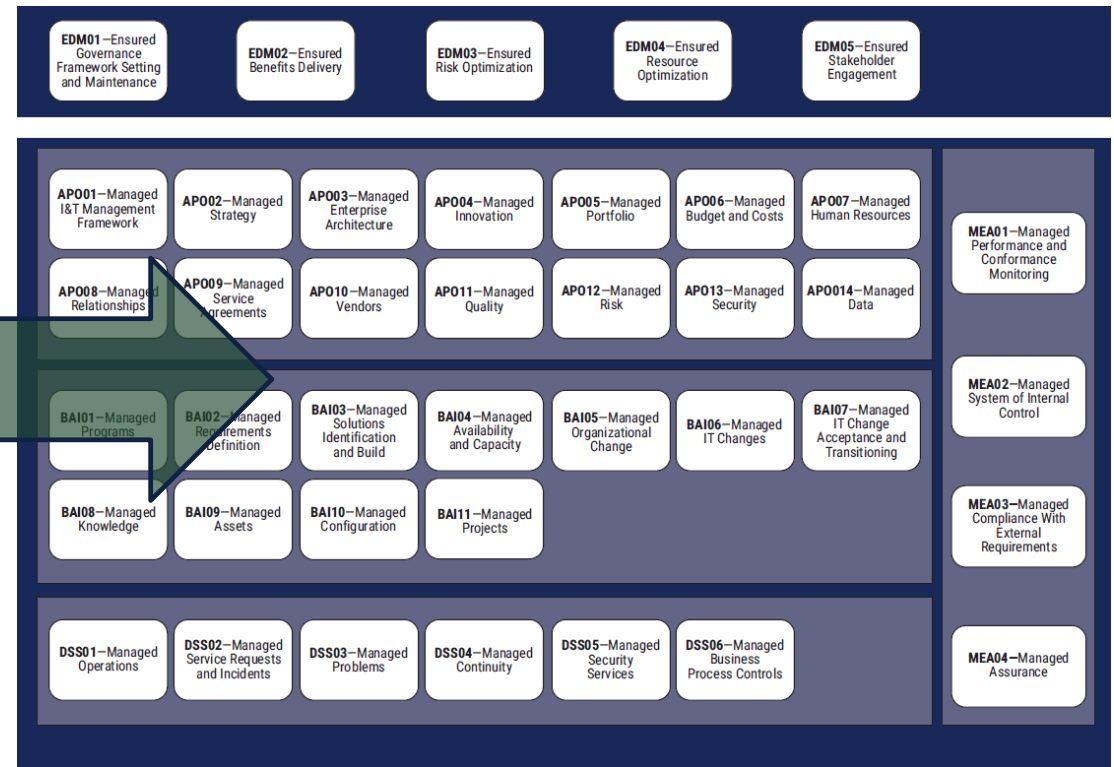 EDM01—Ensured
Governance
Framework Setting
and Maintenance
EDM02—Ensured
Benefits Delivery
EDM03—Ensured
Risk Optimization
EDM04—Ensured
Resource
Optimization
EDM05—Ensured
Stakeholder
Engagement
APO01—Managed
I&T Management
Framework
APO02—Managed
Strategy
APO03—Managed
Enterprise
Architecture
APO04—Managed
Innovation
APO05—Managed
Portfolio
APO06—Managed
Budget and Costs
APO07—Managed
Human Resources
APO08—Managed
Relationships
APO09—Managed
Service
Agreements
APO10—Managed
Vendors
APO11—Managed
Quality
APO12—Managed
Risk
APO13—Managed
Security
APO014—Managed
Data
BAI01—Managed
Programs
BAI02—Managed
Requirements
Definition
BAI03—Managed
Solutions
Identification
and Build
BAI04—Managed
Availability
and Capacity
BAI05—Managed
Organizational
Change
BAI06—Managed
IT Changes
BAI07—Managed
IT Change
Acceptance and
Transitioning
BAI08—Managed
Knowledge
BAI09—Managed
Assets
BAI10—Managed
Configuration
BAI11—Managed
Projects
DSS01—Managed
Operations
DSS02—Managed
Service Requests
and Incidents
DSS03—Managed
Problems
DSS04—Managed
Continuity
DSS05—Managed
Security
Services
DSS06—Managed
Business
Process Controls
MEA01—Managed
Performance and
Conformance
Monitoring
MEA02—Managed
System of Internal
Control
MEA03—Managed
Compliance With
External
Requirements
MEA04—Managed
Assurance